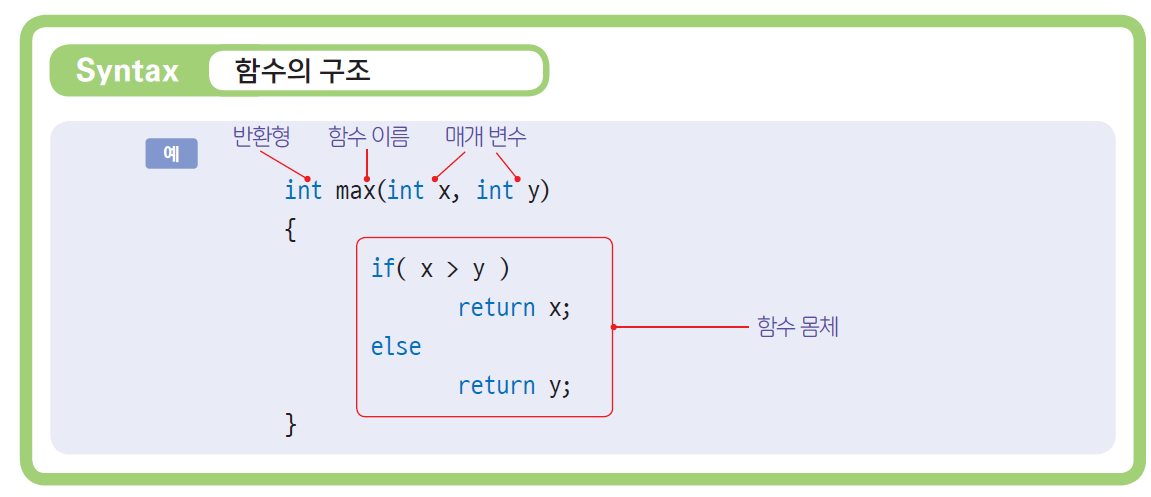 Syntax 함수의 구조
예 반환형 함수 이름 매개 변수
int max(int x, int y)
{
if( x > y )
return x;
else
return y;
함수 몸체
}